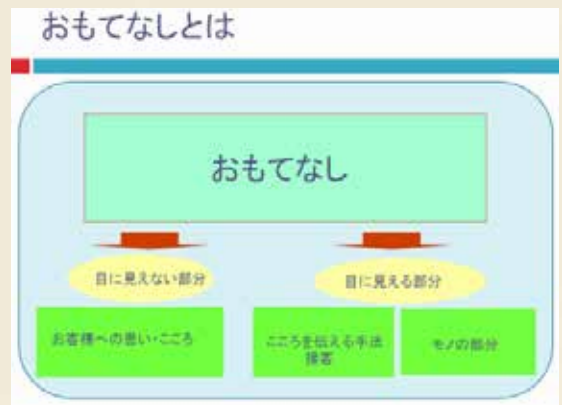 おもてなしとは
おもてなし
目に見えない部分
目に見える部分
お客様への思い・こころ
こころを伝える手法
接客
モノの部分